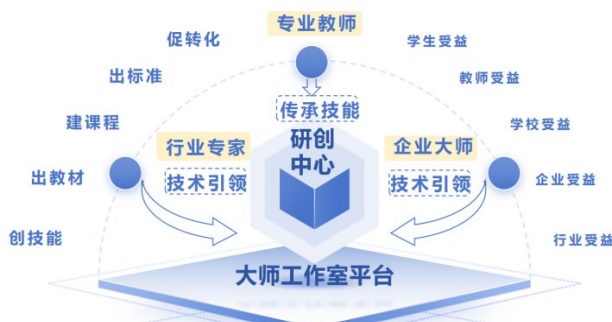 专业教师
促转化
学生受益
出标准
教师受益
传承技能
建课程
学校受益
研创
中心
行业专家
企业大师
出教材
技术引领
技术引领
企业受益
创技能
行业受益
大师工作室平台